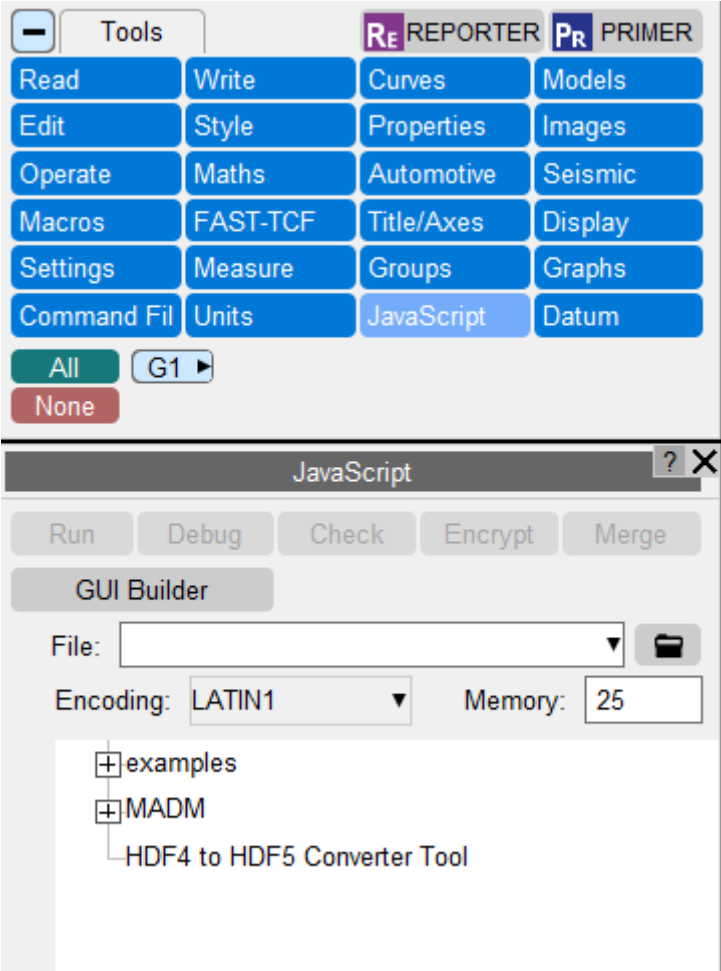 − Tools RE REPORTER PR PRIMER
Read Write Curves Models
Edit Style Properties Images
Operate Maths Automotive Seismic
Macros FAST-TCF Title/Axes Display
Settings Measure Groups Graphs
Command Fil Units JavaScript Datum
All G1
None
JavaScript ? X
Run Debug Check Encrypt Merge
GUI Builder
File:
Encoding: LATIN1 Memory: 25
examples
MADM
HDF4 to HDF5 Converter Tool